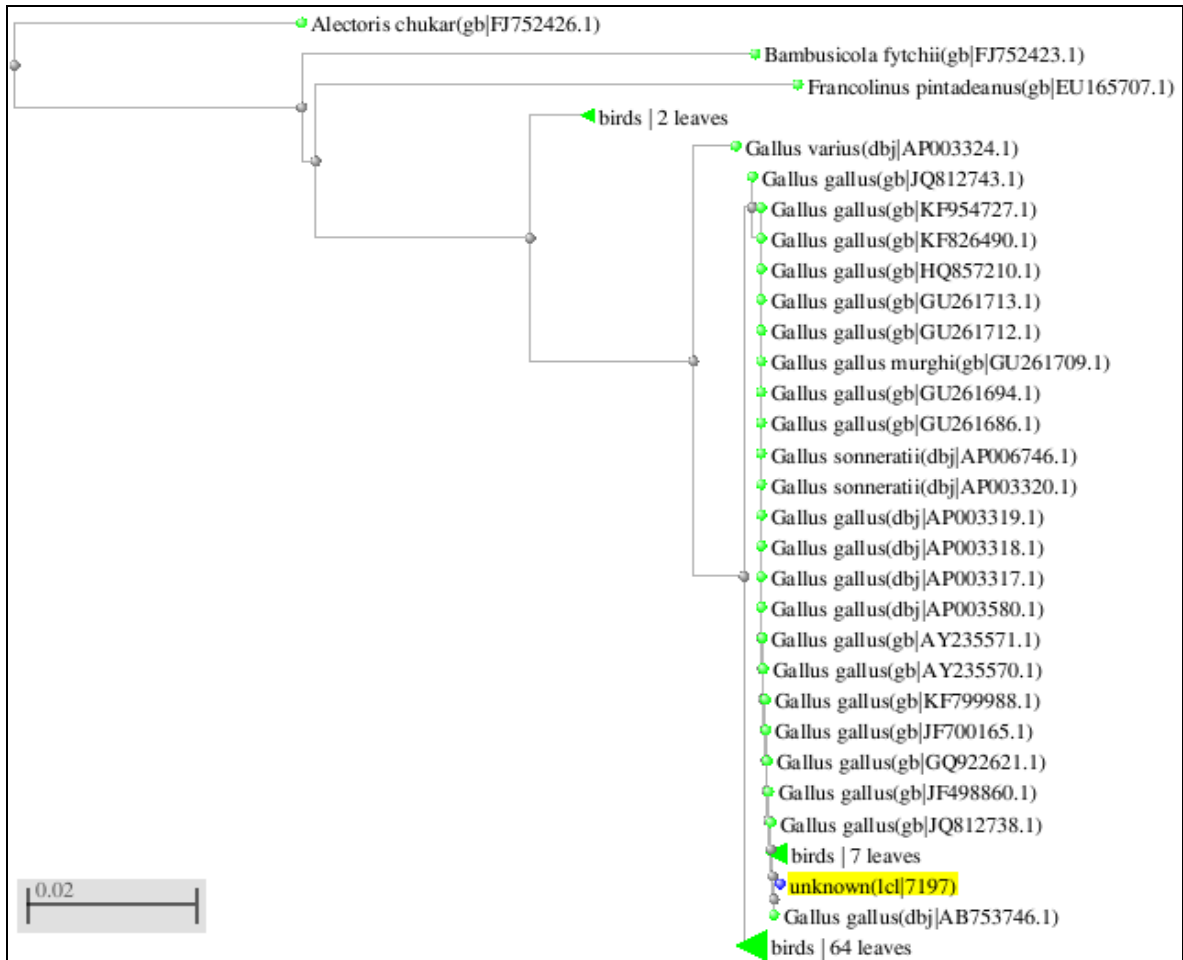 Alectoris chukar(gb|FJ752426.1)
Bambusicola fytchii(gb|FJ752423.1)
Francolinus pintadeanus(gb|EU165707.1)
birds | 2 leaves
Gallus varius(dbj|AP003324.1)
Gallus gallus(gb|JQ812743.1)
Gallus gallus(gb|KF954727.1)
Gallus gallus(gb|KF826490.1)
Gallus gallus(gb|HQ857210.1)
Gallus gallus(gb|GU261713.1)
Gallus gallus(gb|GU261712.1)
Gallus gallus murghi(gb|GU261709.1)
Gallus gallus(gb|GU261694.1)
Gallus gallus(gb|GU261686.1)
Gallus sonneratii(dbj|AP006746.1)
Gallus sonneratii(dbj|AP003320.1)
Gallus gallus(dbj|AP003319.1)
Gallus gallus(dbj|AP003318.1)
Gallus gallus(dbj|AP003317.1)
Gallus gallus(dbj|AP003580.1)
Gallus gallus(gb|AY235571.1)
Gallus gallus(gb|AY235570.1)
Gallus gallus(gb|KF799988.1)
Gallus gallus(gb|JF700165.1)
Gallus gallus(gb|GQ922621.1)
Gallus gallus(gb|JF498860.1)
Gallus gallus(gb|JQ812738.1)
birds | 7 leaves
unknown(lcl|7197)
Gallus gallus(dbj|AB753746.1)
birds | 64 leaves
0.02